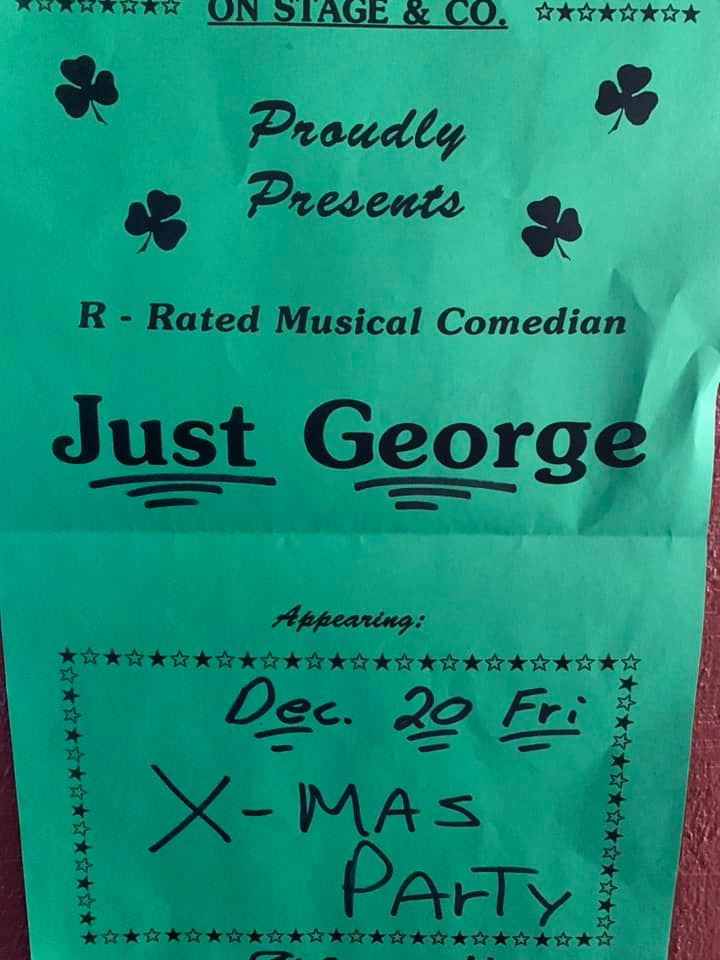 ON STAGE & CO.
Proudly
Presents
R - Rated Musical Comedian
Just George
Appearing:
Dec. 20 Fri
X-MAS
PArTy